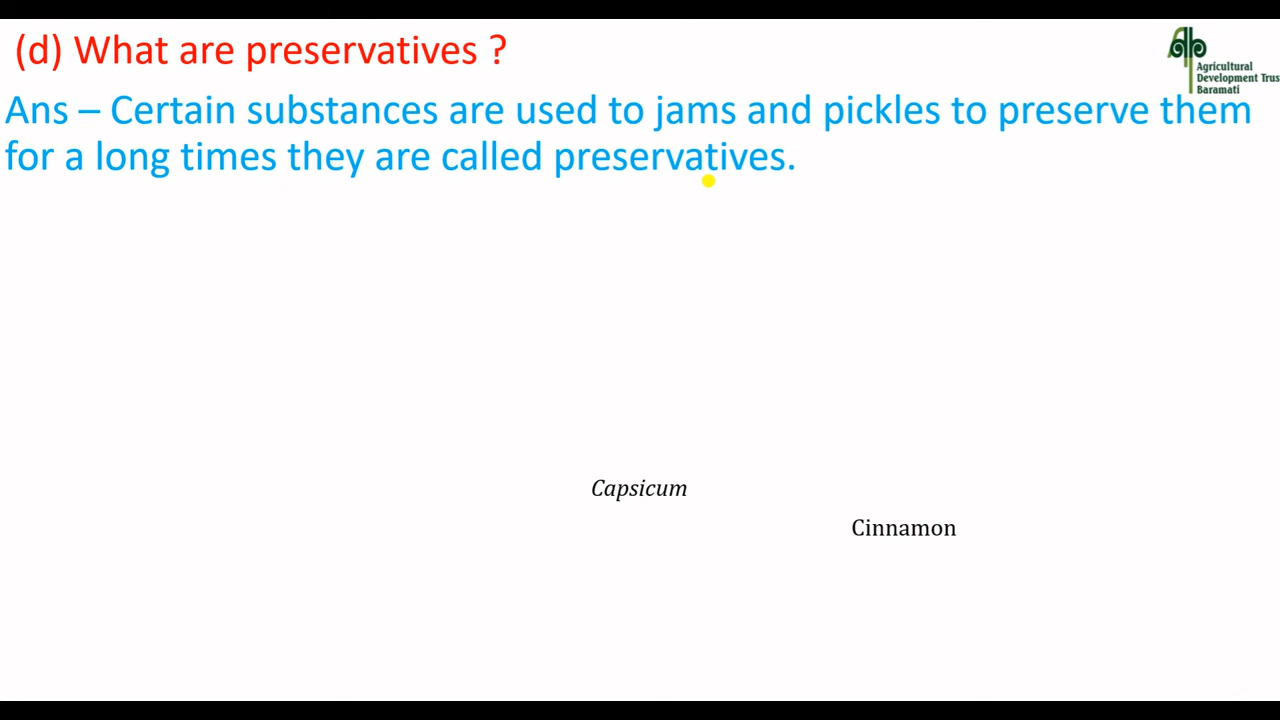 (d) What are preservatives ?
Agricultural
Development Trus
Baramati
Ans – Certain substances are used to jams and pickles to preserve them
for a long times they are called preservatives.
Capsicum
Cinnamon